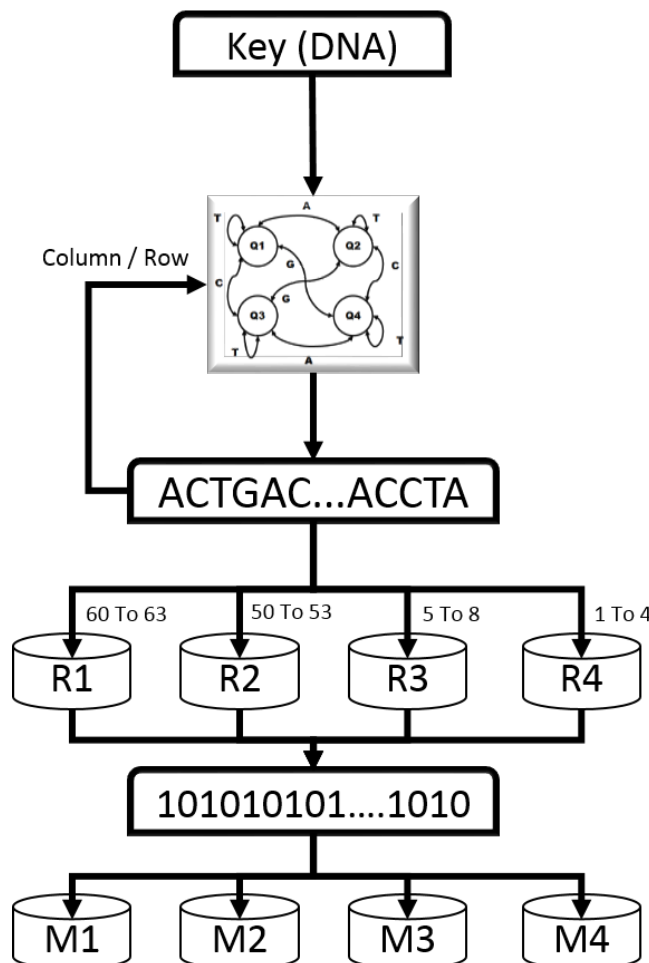 Key (DNA)
A
T
T
Q1
Q2
Column / Row
G
C
C
G
Q3
Q4
T
T
A
ACTGAC...ACCTA
60 To 63
50 To 53
5 To 8
1 To 4
R1
R2
R3
R4
101010101....1010
M1
M2
M3
M4